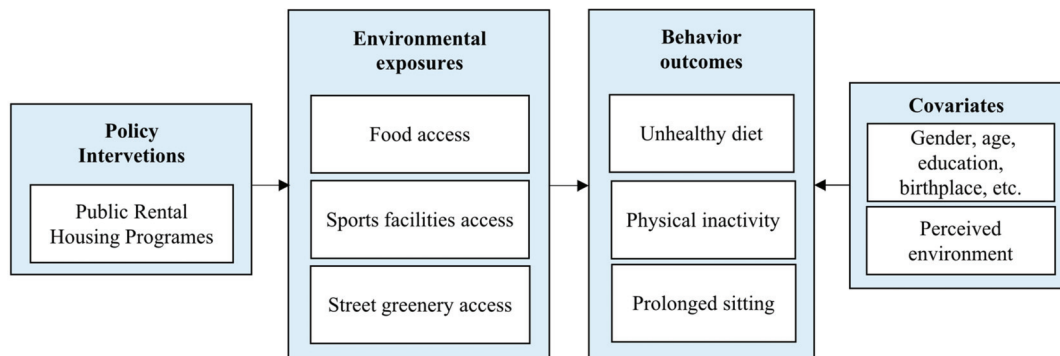 Policy
Intervetions
Public Rental
Housing Programes
Environmental
exposures
Food access
Sports facilities access
Street greenery access
Behavior
outcomes
Unhealthy diet
Physical inactivity
Prolonged sitting
Covariates
Gender, age,
education,
birthplace, etc.
Perceived
environment